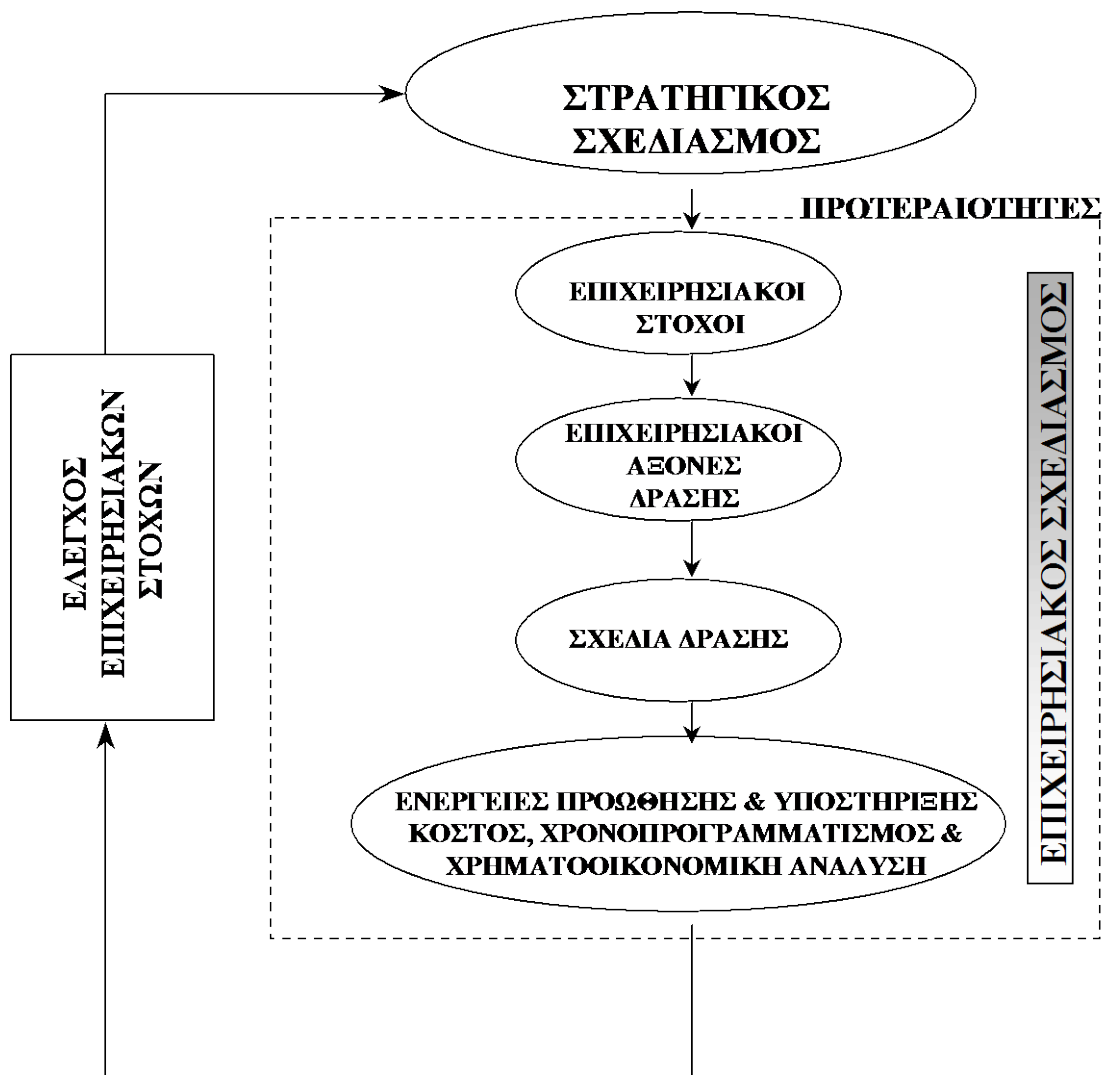 ΣΤΡΑΤΗΓΙΚΟΣ
ΣΧΕΔΙΑΣΜΟΣ
ΠΡΟΤΕΡΑΙΟΤΗΤΕΣ
ΕΠΙΧΕΙΡΗΣΙΑΚΟΙ
ΣΤΟΧΟΙ
ΕΠΙΧΕΙΡΗΣΙΑΚΟΙ
ΑΞΟΝΕΣ
ΔΡΑΣΗΣ
ΣΧΕΔΙΑ ΔΡΑΣΗΣ
ΕΝΕΡΓΕΙΕΣ ΠΡΟΩΘΗΣΗΣ & ΥΠΟΣΤΗΡΙΞΗΣ
ΚΟΣΤΟΣ, ΧΡΟΝΟΠΡΟΓΡΑΜΜΑΤΙΣΜΟΣ &
ΧΡΗΜΑΤΟΟΙΚΟΝΟΜΙΚΗ ΑΝΑΛΥΣΗ
ΕΠΙΧΕΙΡΗΣΙΑΚΟΣ ΣΧΕΔΙΑΣΜΟΣ
ΕΛΕΓΧΟΣ
ΕΠΙΧΕΙΡΗΣΙΑΚΩΝ
ΣΤΟΧΩΝ